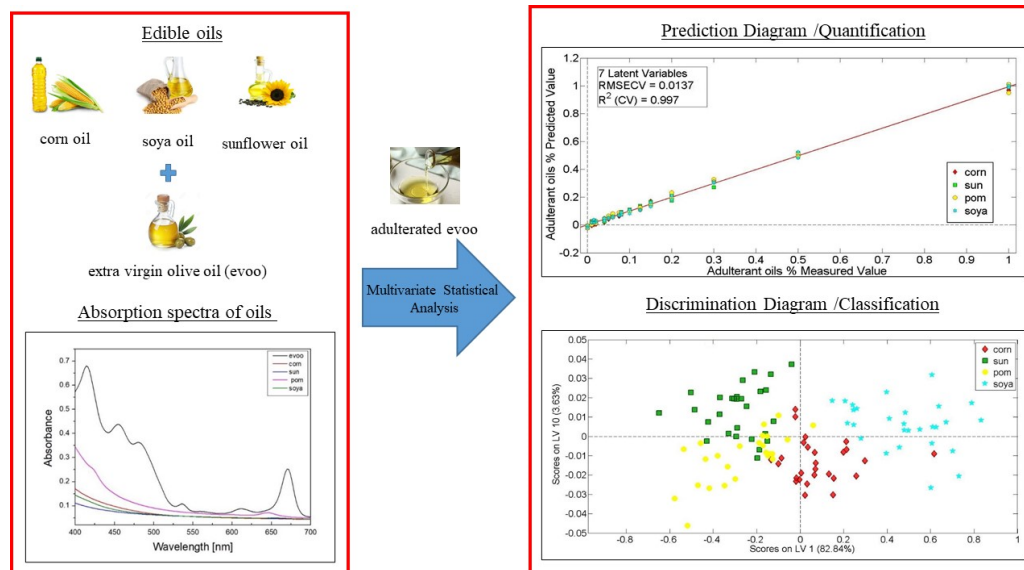 Edible oils
corn oil
soya oil
sunflower oil
extra virgin olive oil (evoo)
Absorption spectra of oils
evoo
corn
sun
pom
soya
0.7
0.6
0.5
0.4
0.3
0.2
0.1
Absorbance
400
450
500
550
600
650
700
Wavelength [nm]
adulterated evoo
Multivariate Statistical
Analysis
Prediction Diagram /Quantification
7 Latent Variables
RMSECV = 0.0137
R² (CV) = 0.997
1.2
1
0.8
0.6
0.4
0.2
0
-0.2
Adulterant oils % Predicted Value
corn
sun
pom
soya
0
0.1
0.2
0.3
0.4
0.5
0.6
0.7
0.8
0.9
1
Adulterant oils % Measured Value
Discrimination Diagram /Classification
0.05
0.04
0.03
0.02
0.01
0
-0.01
-0.02
-0.03
-0.04
-0.05
Scores on LV 10 (3.63%)
corn
sun
pom
soya
-0.8
-0.6
-0.4
-0.2
0
0.2
0.4
0.6
0.8
1
Scores on LV 1 (82.84%)